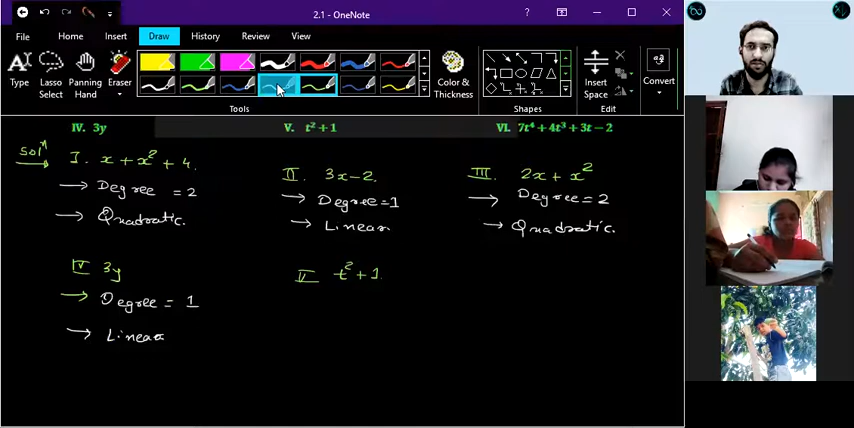 2.1 - OneNote
File Home Insert Draw History Review View
Type Lasso Select Panning Hand Eraser Color & Thickness Insert Space Convert
Tools Shapes Edit
IV. 3y V. t² + 1 VI. 7t⁴ + 4t³ + 3t − 2
Solⁿ I. x + x² + 4.
→ Degree = 2
→ Quadratic.
II. 3x − 2.
→ Degree = 1
→ Linear.
III. 2x + x²
→ Degree = 2
→ Quadratic.
IV 3y
→ Degree = 1
→ Linear
V t² + 1.